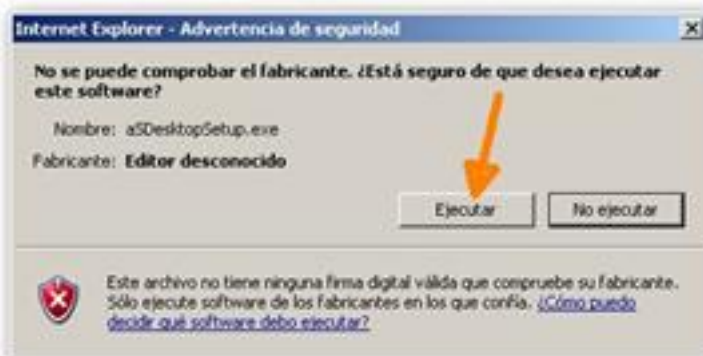 Internet Explorer - Advertencia de seguridad
No se puede comprobar el fabricante. ¿Está seguro de que desea ejecutar
este software?
Nombre: aSDesktopSetup.exe
Fabricante: Editor desconocido
Ejecutar No ejecutar
Este archivo no tiene ninguna firma digital válida que compruebe su fabricante.
Sólo ejecute software de los fabricantes en los que confía. ¿Cómo puedo
decidir qué software debo ejecutar?